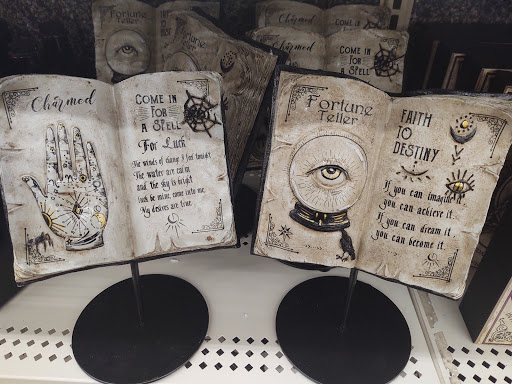 Fortune
Teller
Charmed
COME IN
FOR
A SPELL
Charmed
COME IN
FOR
A SPELL
For Luck
The winds of change I feel tonight
The water are calm
and the sky is bright
luck be mine, come into me
My desires are true.
Fortune
Teller
FAITH
TO
DESTINY
If you can imagine it
you can achieve it.
If you can dream it
you can become it.